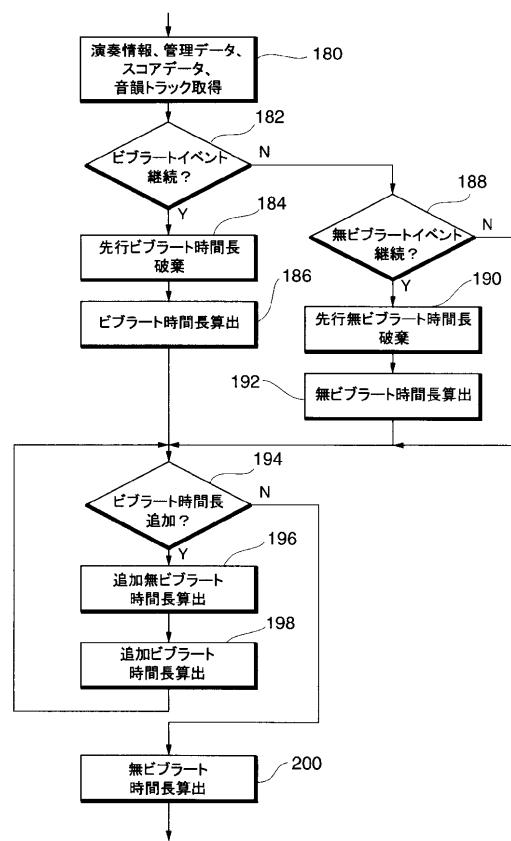 演奏情報、管理データ、
スコアデータ、
音韻トラック取得
180
182
ビブラートイベント
継続？
N
Y
184
先行ビブラート時間長
破棄
186
ビブラート時間長算出
188
無ビブラートイベント
継続？
N
Y
190
先行無ビブラート時間長
破棄
192
無ビブラート時間長算出
194
ビブラート時間長
追加？
N
Y
196
追加無ビブラート
時間長算出
198
追加ビブラート
時間長算出
200
無ビブラート
時間長算出